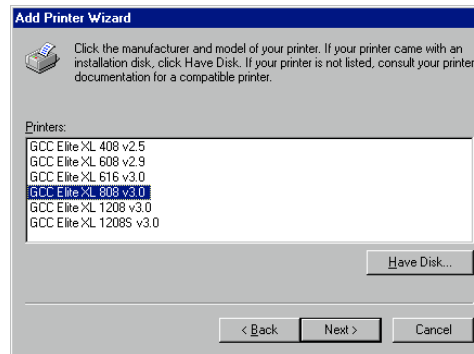 Add Printer Wizard
Click the manufacturer and model of your printer. If your printer came with an
installation disk, click Have Disk. If your printer is not listed, consult your printer
documentation for a compatible printer.
Printers:
GCC Elite XL 408 v2.5
GCC Elite XL 608 v2.9
GCC Elite XL 616 v3.0
GCC Elite XL 808 v3.0
GCC Elite XL 1208 v3.0
GCC Elite XL 1208S v3.0
Have Disk...
< Back
Next >
Cancel